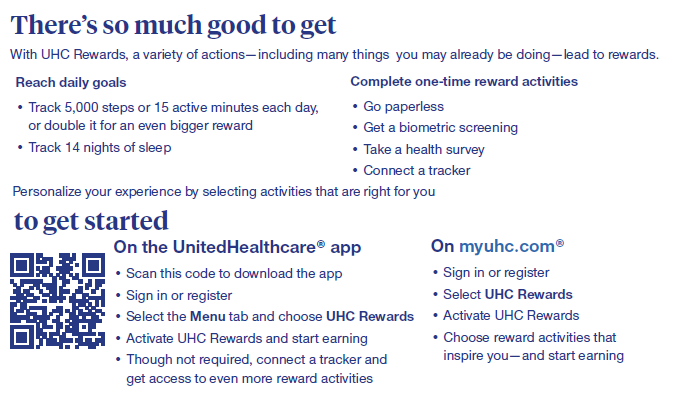 There's so much good to get
With UHC Rewards, a variety of actions—including many things you may already be doing—lead to rewards.
Reach daily goals
• Track 5,000 steps or 15 active minutes each day,
or double it for an even bigger reward
• Track 14 nights of sleep
Complete one-time reward activities
• Go paperless
• Get a biometric screening
• Take a health survey
• Connect a tracker
Personalize your experience by selecting activities that are right for you
to get started
On the UnitedHealthcare® app
• Scan this code to download the app
• Sign in or register
• Select the Menu tab and choose UHC Rewards
• Activate UHC Rewards and start earning
• Though not required, connect a tracker and
get access to even more reward activities
On myuhc.com®
• Sign in or register
• Select UHC Rewards
• Activate UHC Rewards
• Choose reward activities that
inspire you—and start earning